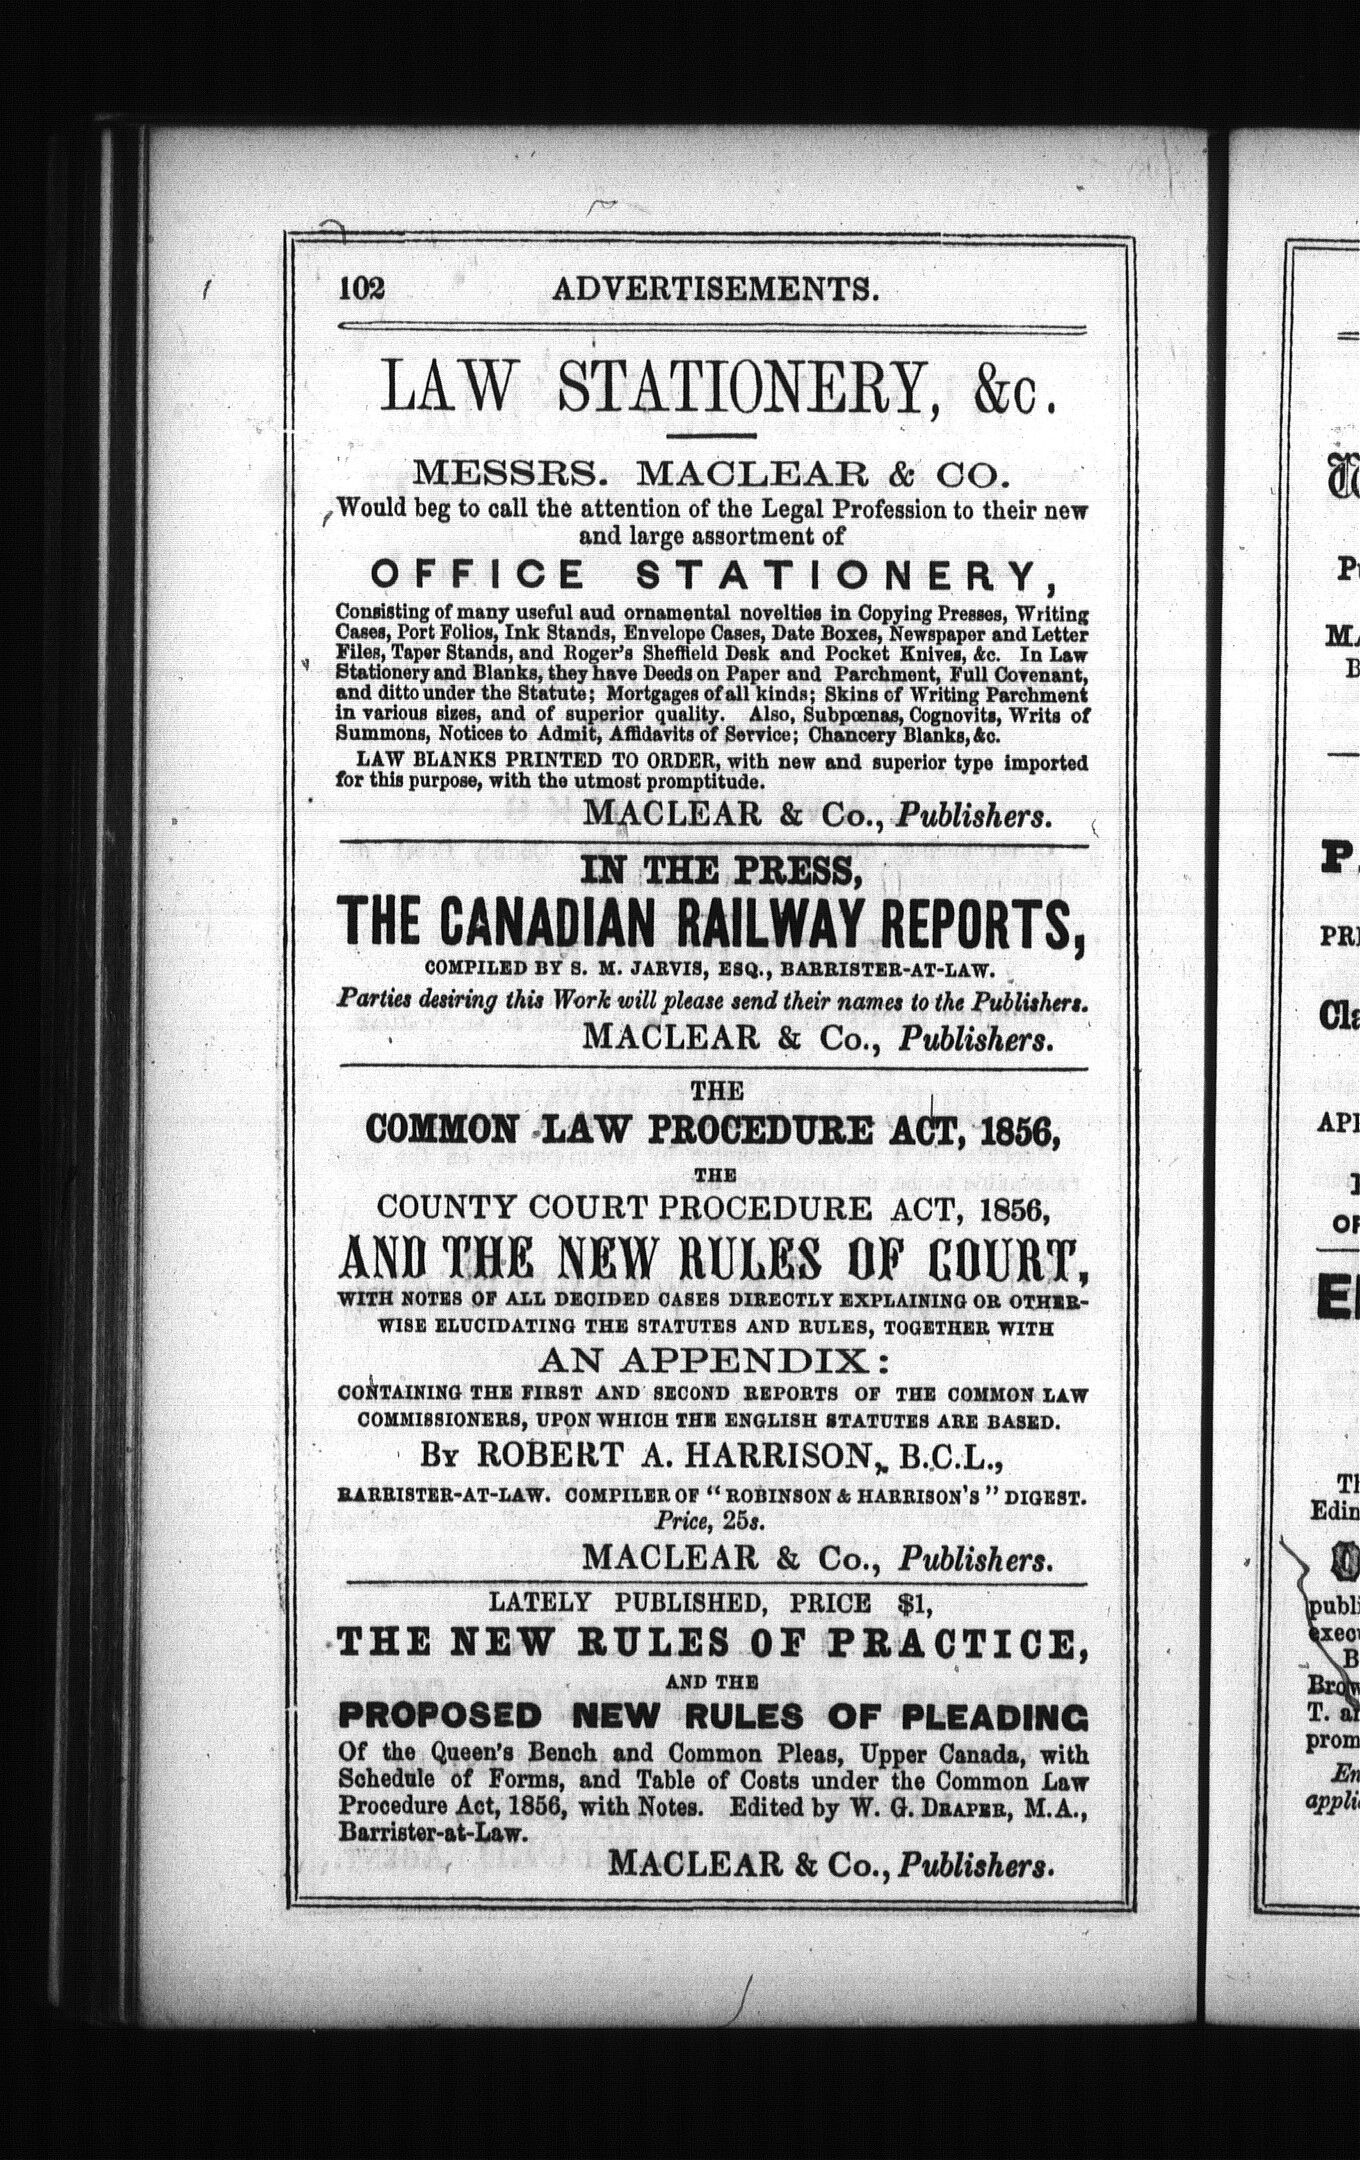 102 ADVERTISEMENTS.
LAW STATIONERY, &c.
MESSRS. MACLEAR & CO.
Would beg to call the attention of the Legal Profession to their new
and large assortment of
OFFICE STATIONERY,
Consisting of many useful and ornamental novelties in Copying Presses, Writing
Cases, Port Folios, Ink Stands, Envelope Cases, Date Boxes, Newspaper and Letter
Files, Taper Stands, and Roger's Sheffield Desk and Pocket Knives, &c. In Law
Stationery and Blanks, they have Deeds on Paper and Parchment, Full Covenant,
and ditto under the Statute; Mortgages of all kinds; Skins of Writing Parchment
in various sizes, and of superior quality. Also, Subpœnas, Cognovits, Writs of
Summons, Notices to Admit, Affidavits of Service; Chancery Blanks, &c.
LAW BLANKS PRINTED TO ORDER, with new and superior type imported
for this purpose, with the utmost promptitude.
MACLEAR & Co., Publishers.
IN THE PRESS,
THE CANADIAN RAILWAY REPORTS,
COMPILED BY S. M. JARVIS, ESQ., BARRISTER-AT-LAW.
Parties desiring this Work will please send their names to the Publishers.
MACLEAR & Co., Publishers.
THE
COMMON LAW PROCEDURE ACT, 1856,
THE
COUNTY COURT PROCEDURE ACT, 1856,
AND THE NEW RULES OF COURT,
WITH NOTES OF ALL DECIDED CASES DIRECTLY EXPLAINING OR OTHER-
WISE ELUCIDATING THE STATUTES AND RULES, TOGETHER WITH
AN APPENDIX:
CONTAINING THE FIRST AND SECOND REPORTS OF THE COMMON LAW
COMMISSIONERS, UPON WHICH THE ENGLISH STATUTES ARE BASED.
BY ROBERT A. HARRISON, B.C.L.,
BARRISTER-AT-LAW. COMPILER OF "ROBINSON & HARRISON'S" DIGEST.
Price, 25s.
MACLEAR & Co., Publishers.
LATELY PUBLISHED, PRICE $1,
THE NEW RULES OF PRACTICE,
AND THE
PROPOSED NEW RULES OF PLEADING
Of the Queen's Bench and Common Pleas, Upper Canada, with
Schedule of Forms, and Table of Costs under the Common Law
Procedure Act, 1856, with Notes. Edited by W. G. DRAPER, M.A.,
Barrister-at-Law.
MACLEAR & Co., Publishers.